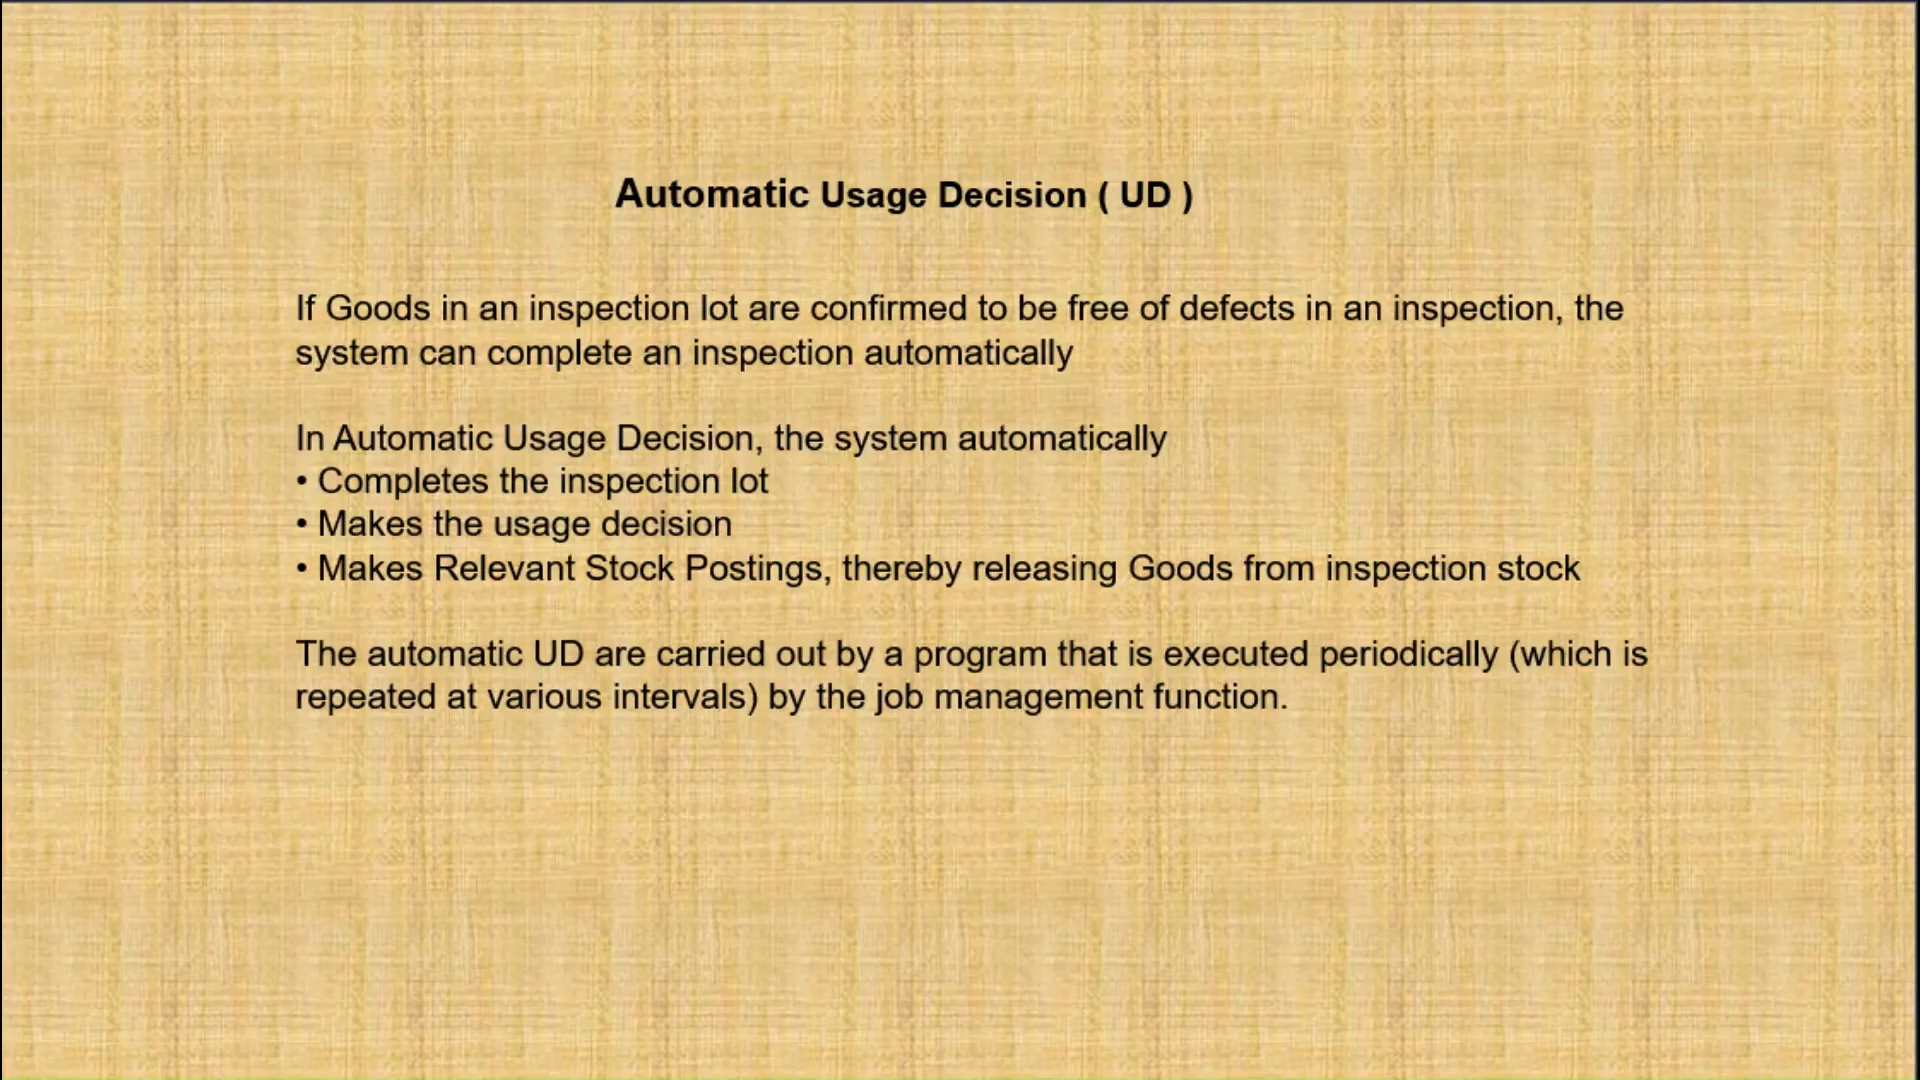 Automatic Usage Decision ( UD )
If Goods in an inspection lot are confirmed to be free of defects in an inspection, the
system can complete an inspection automatically
In Automatic Usage Decision, the system automatically
• Completes the inspection lot
• Makes the usage decision
• Makes Relevant Stock Postings, thereby releasing Goods from inspection stock
The automatic UD are carried out by a program that is executed periodically (which is
repeated at various intervals) by the job management function.